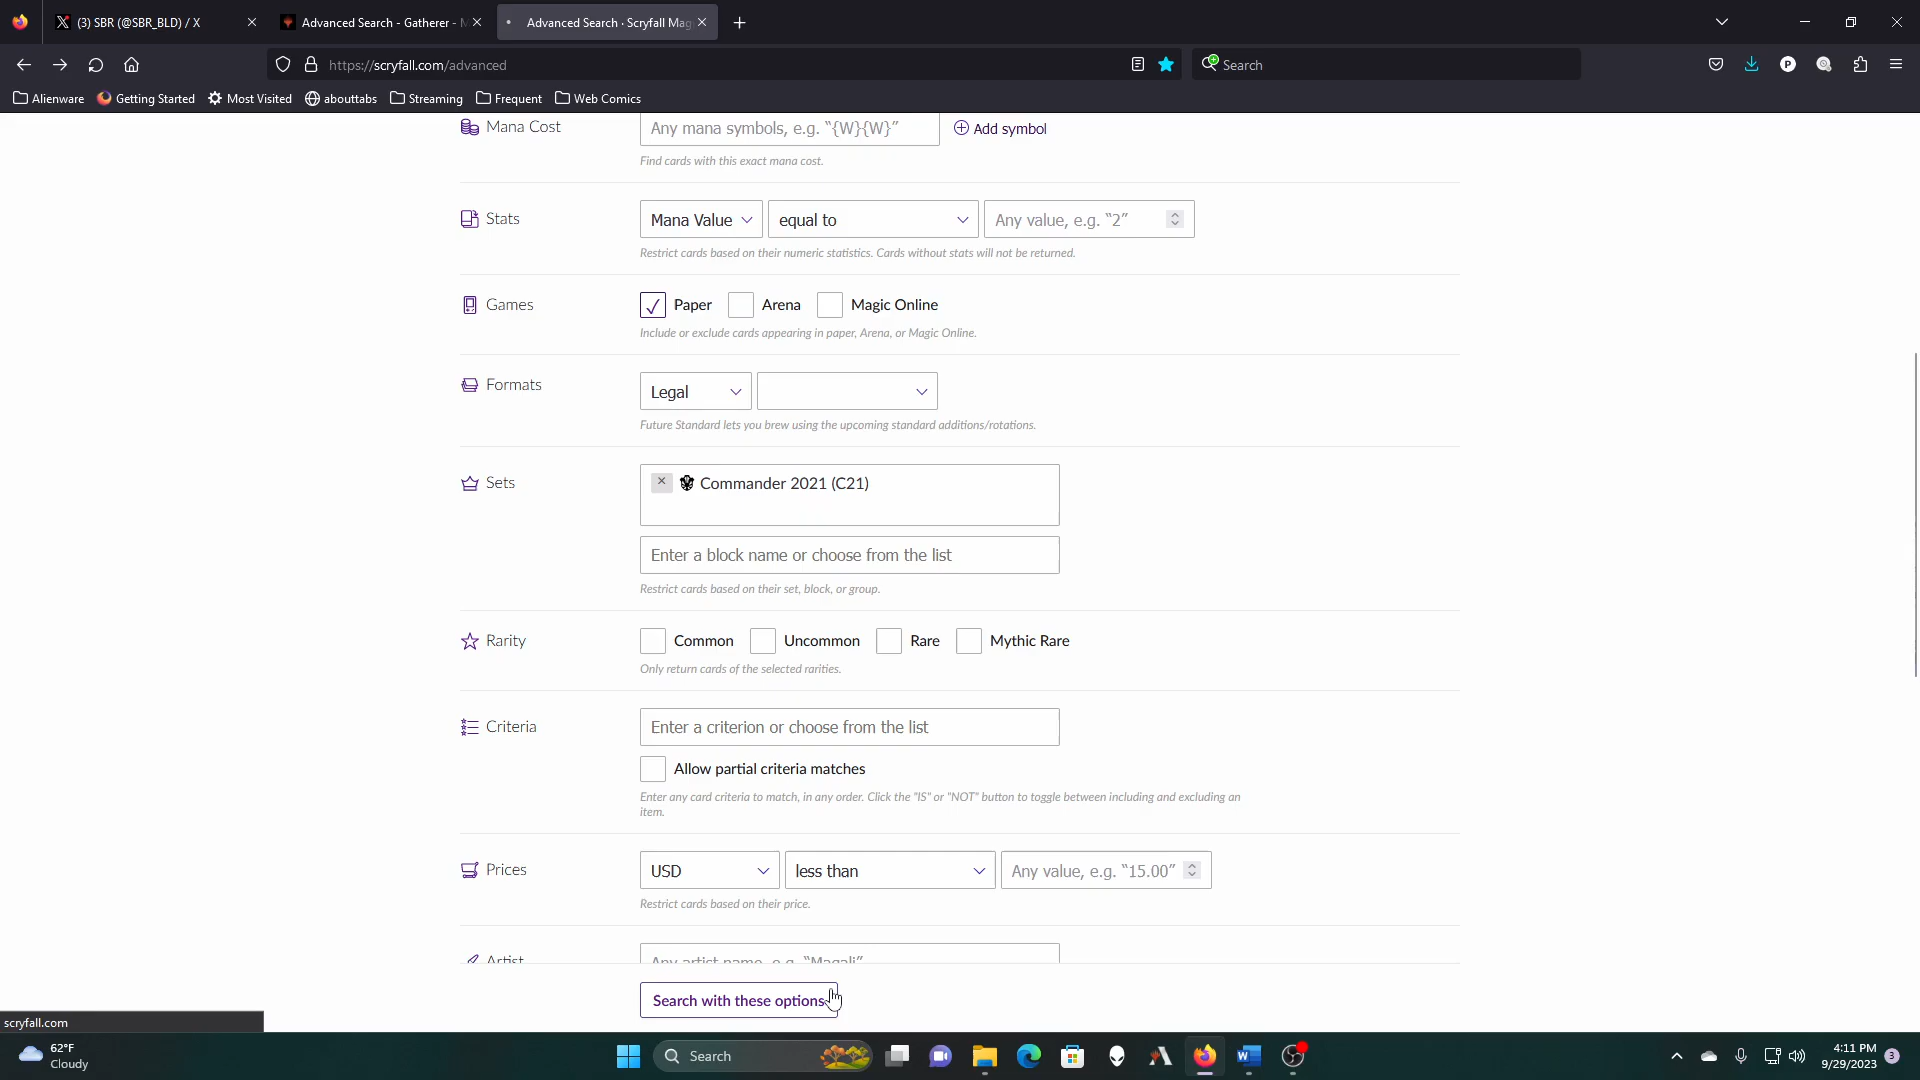 (3) SBR (@SBR_BLD) / X
Advanced Search - Gatherer - M
Advanced Search · Scryfall Mag
https://scryfall.com/advanced
Search
Alienware
Getting Started
Most Visited
abouttabs
Streaming
Frequent
Web Comics
Mana Cost
Any mana symbols, e.g. “{W}{W}”
Add symbol
Find cards with this exact mana cost.
Stats
Mana Value
equal to
Any value, e.g. “2”
Restrict cards based on their numeric statistics. Cards without stats will not be returned.
Games
Paper
Arena
Magic Online
Include or exclude cards appearing in paper, Arena, or Magic Online.
Formats
Legal
Future Standard lets you brew using the upcoming standard additions/rotations.
Sets
Commander 2021 (C21)
Enter a block name or choose from the list
Restrict cards based on their set, block, or group.
Rarity
Common
Uncommon
Rare
Mythic Rare
Only return cards of the selected rarities.
Criteria
Enter a criterion or choose from the list
Allow partial criteria matches
Enter any card criteria to match, in any order. Click the "IS" or "NOT" button to toggle between including and excluding an
item.
Prices
USD
less than
Any value, e.g. “15.00”
Restrict cards based on their price.
Artist
Any artist name, e.g. “Magali”
Search with these options
scryfall.com
62°F
Cloudy
Search
4:11 PM
9/29/2023
3